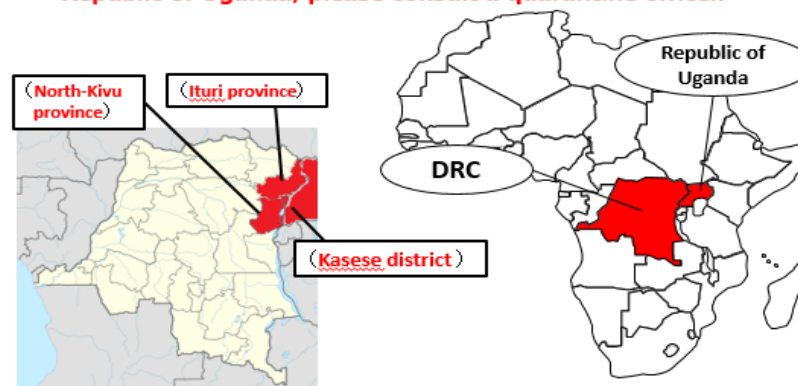 Republic of Uganda, please consult a quarantine officer.
Republic of
Uganda
（North-Kivu
province）
（Ituri province）
DRC
（Kasese district）